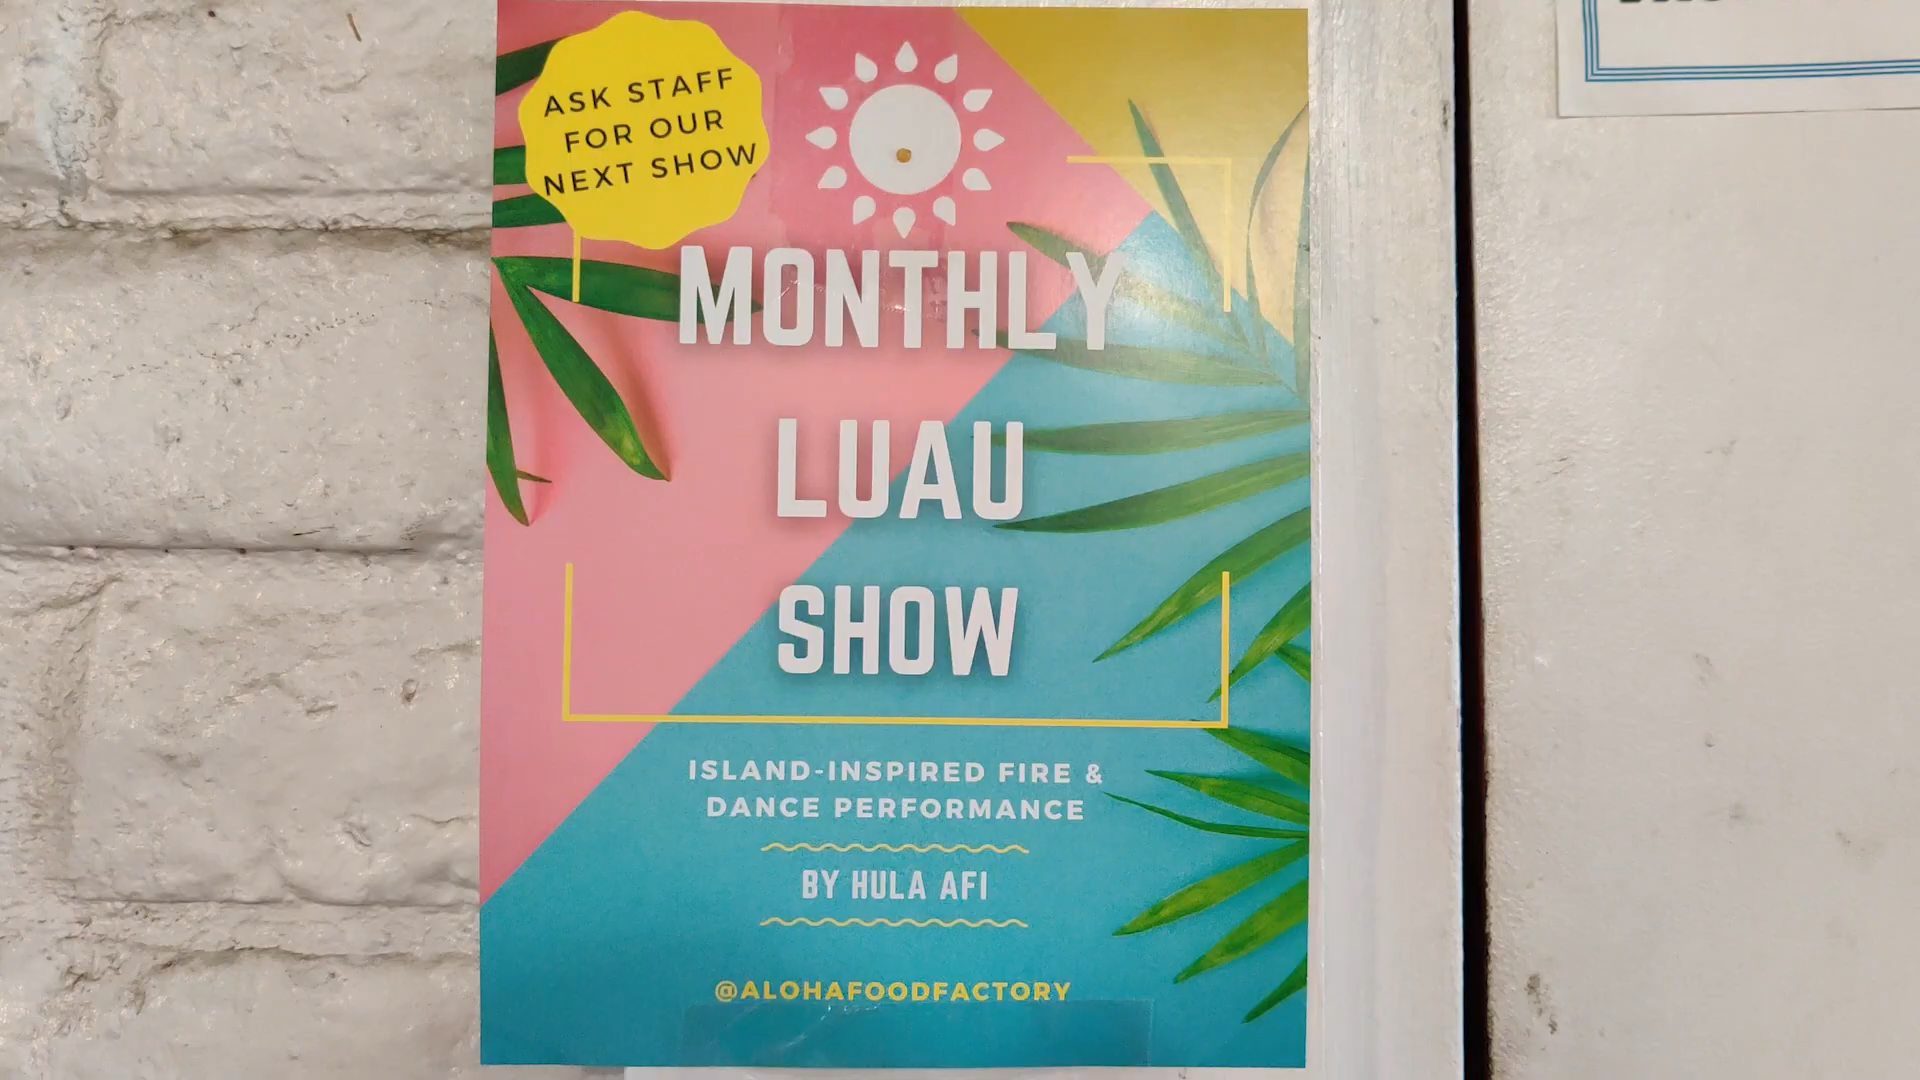 ASK STAFF
FOR OUR
NEXT SHOW
MONTHLY
LUAU
SHOW
ISLAND-INSPIRED FIRE &
DANCE PERFORMANCE
BY HULA AFI
@ALOHAFOODFACTORY